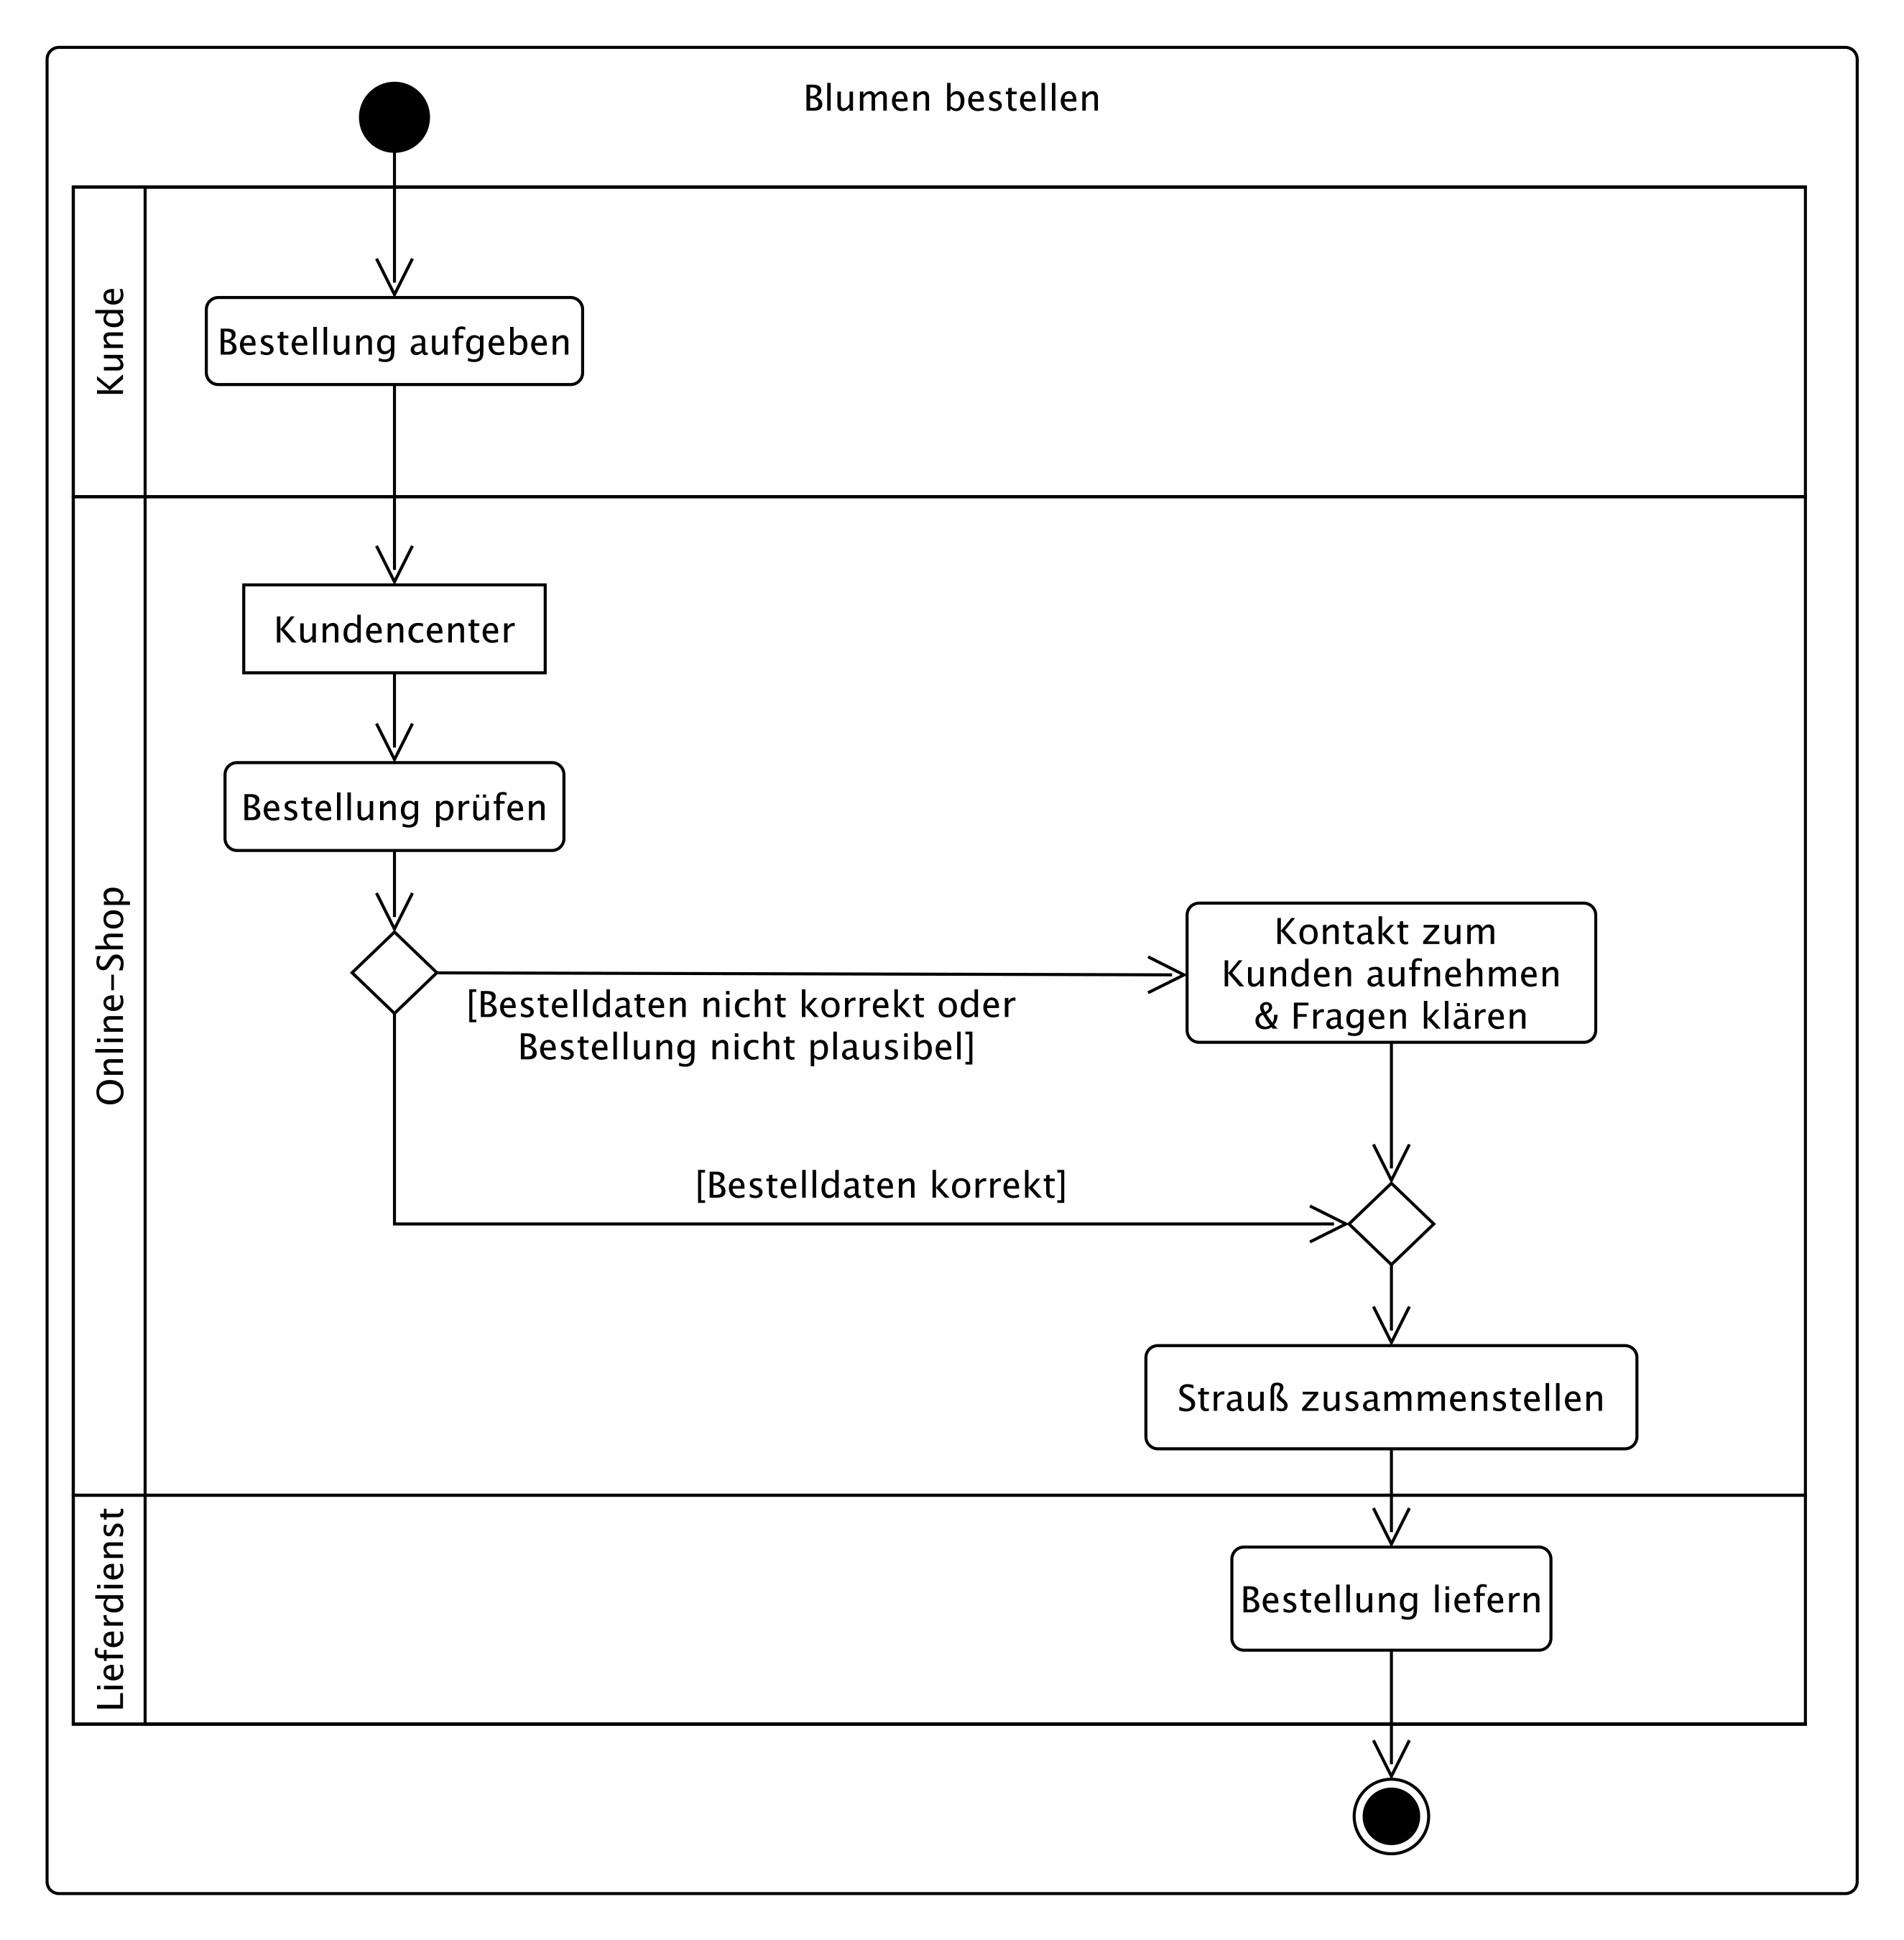 Blumen bestellen
Kunde
Bestellung aufgeben
Online-Shop
Kundencenter
Bestellung prüfen
[Bestelldaten nicht korrekt oder
Bestellung nicht plausibel]
Kontakt zum
Kunden aufnehmen
& Fragen klären
[Bestelldaten korrekt]
Strauß zusammenstellen
Lieferdienst
Bestellung liefern